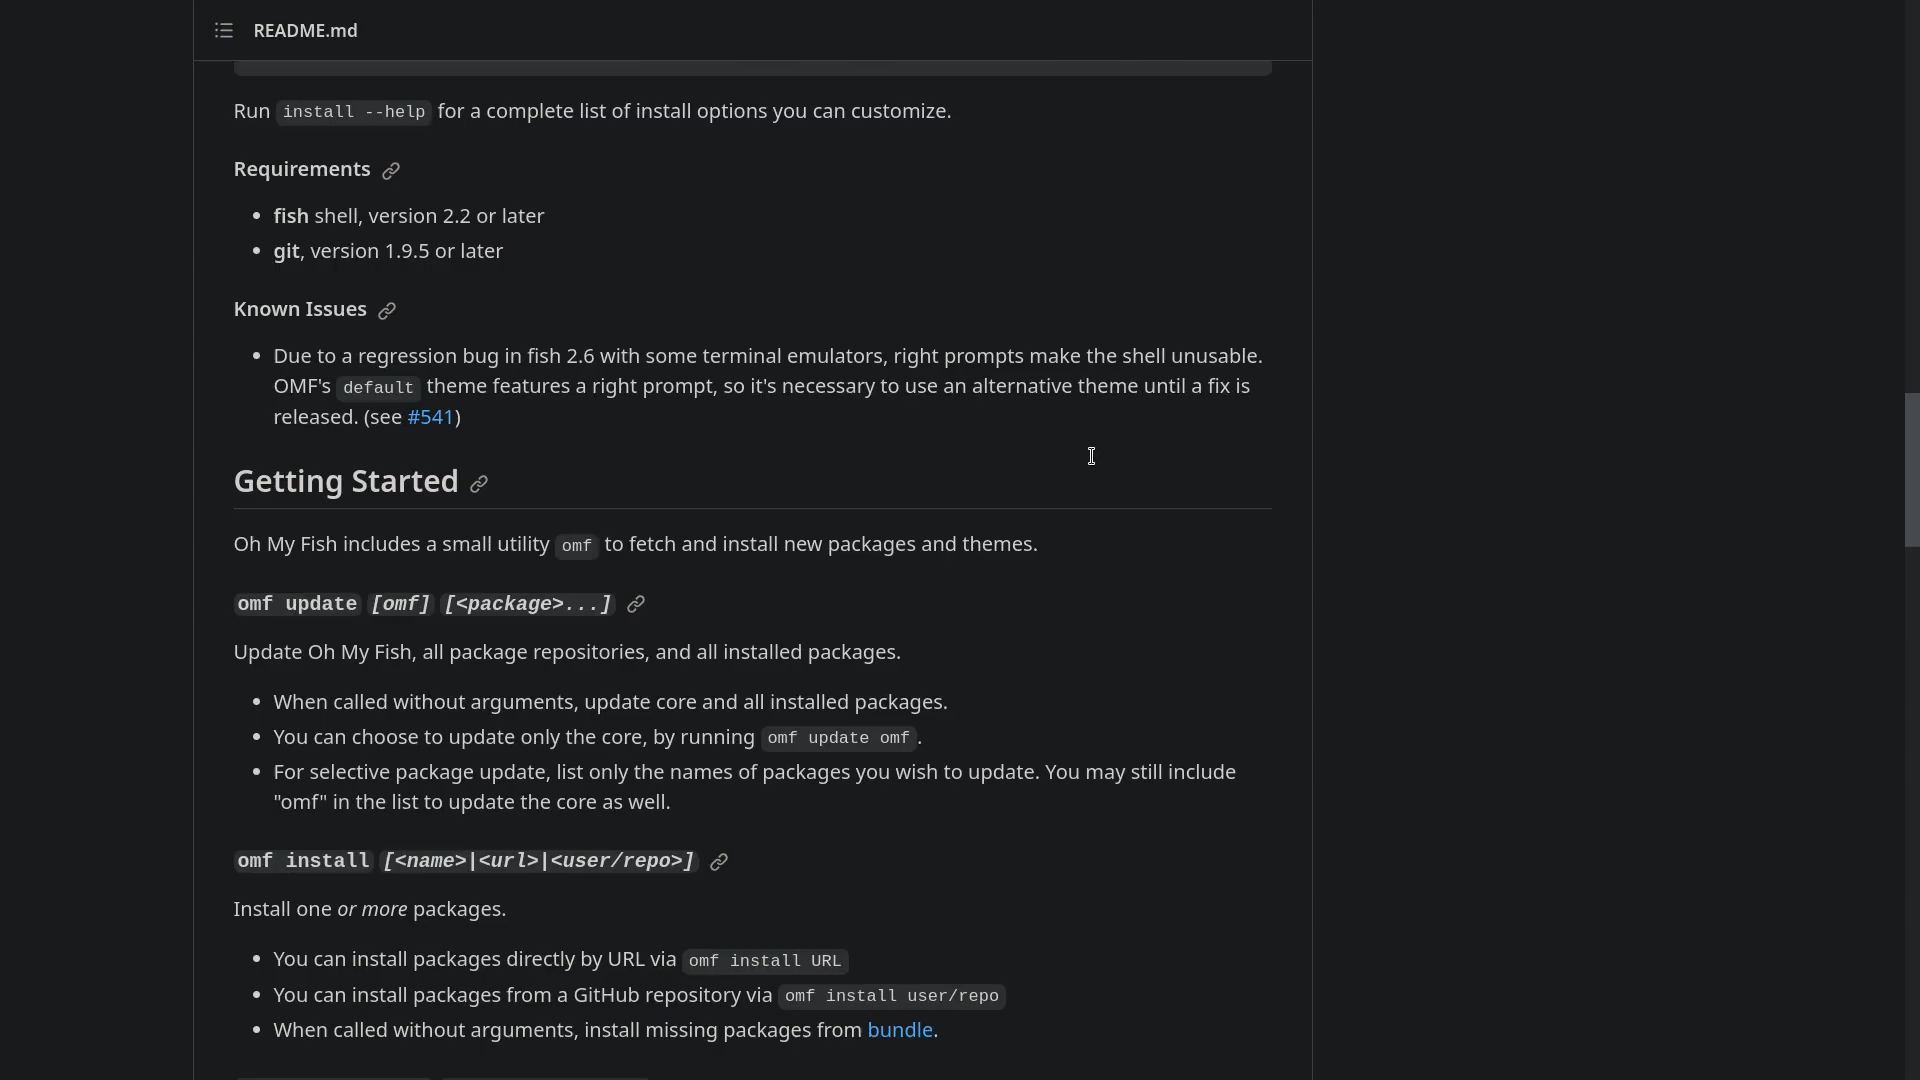 README.md
Run install --help for a complete list of install options you can customize.
Requirements
• fish shell, version 2.2 or later
• git, version 1.9.5 or later
Known Issues
• Due to a regression bug in fish 2.6 with some terminal emulators, right prompts make the shell unusable.
OMF's default theme features a right prompt, so it's necessary to use an alternative theme until a fix is
released. (see #541)
Getting Started
Oh My Fish includes a small utility omf to fetch and install new packages and themes.
omf update [omf] [<package>...]
Update Oh My Fish, all package repositories, and all installed packages.
• When called without arguments, update core and all installed packages.
• You can choose to update only the core, by running omf update omf.
• For selective package update, list only the names of packages you wish to update. You may still include
"omf" in the list to update the core as well.
omf install [<name>|<url>|<user/repo>]
Install one or more packages.
• You can install packages directly by URL via omf install URL
• You can install packages from a GitHub repository via omf install user/repo
• When called without arguments, install missing packages from bundle.